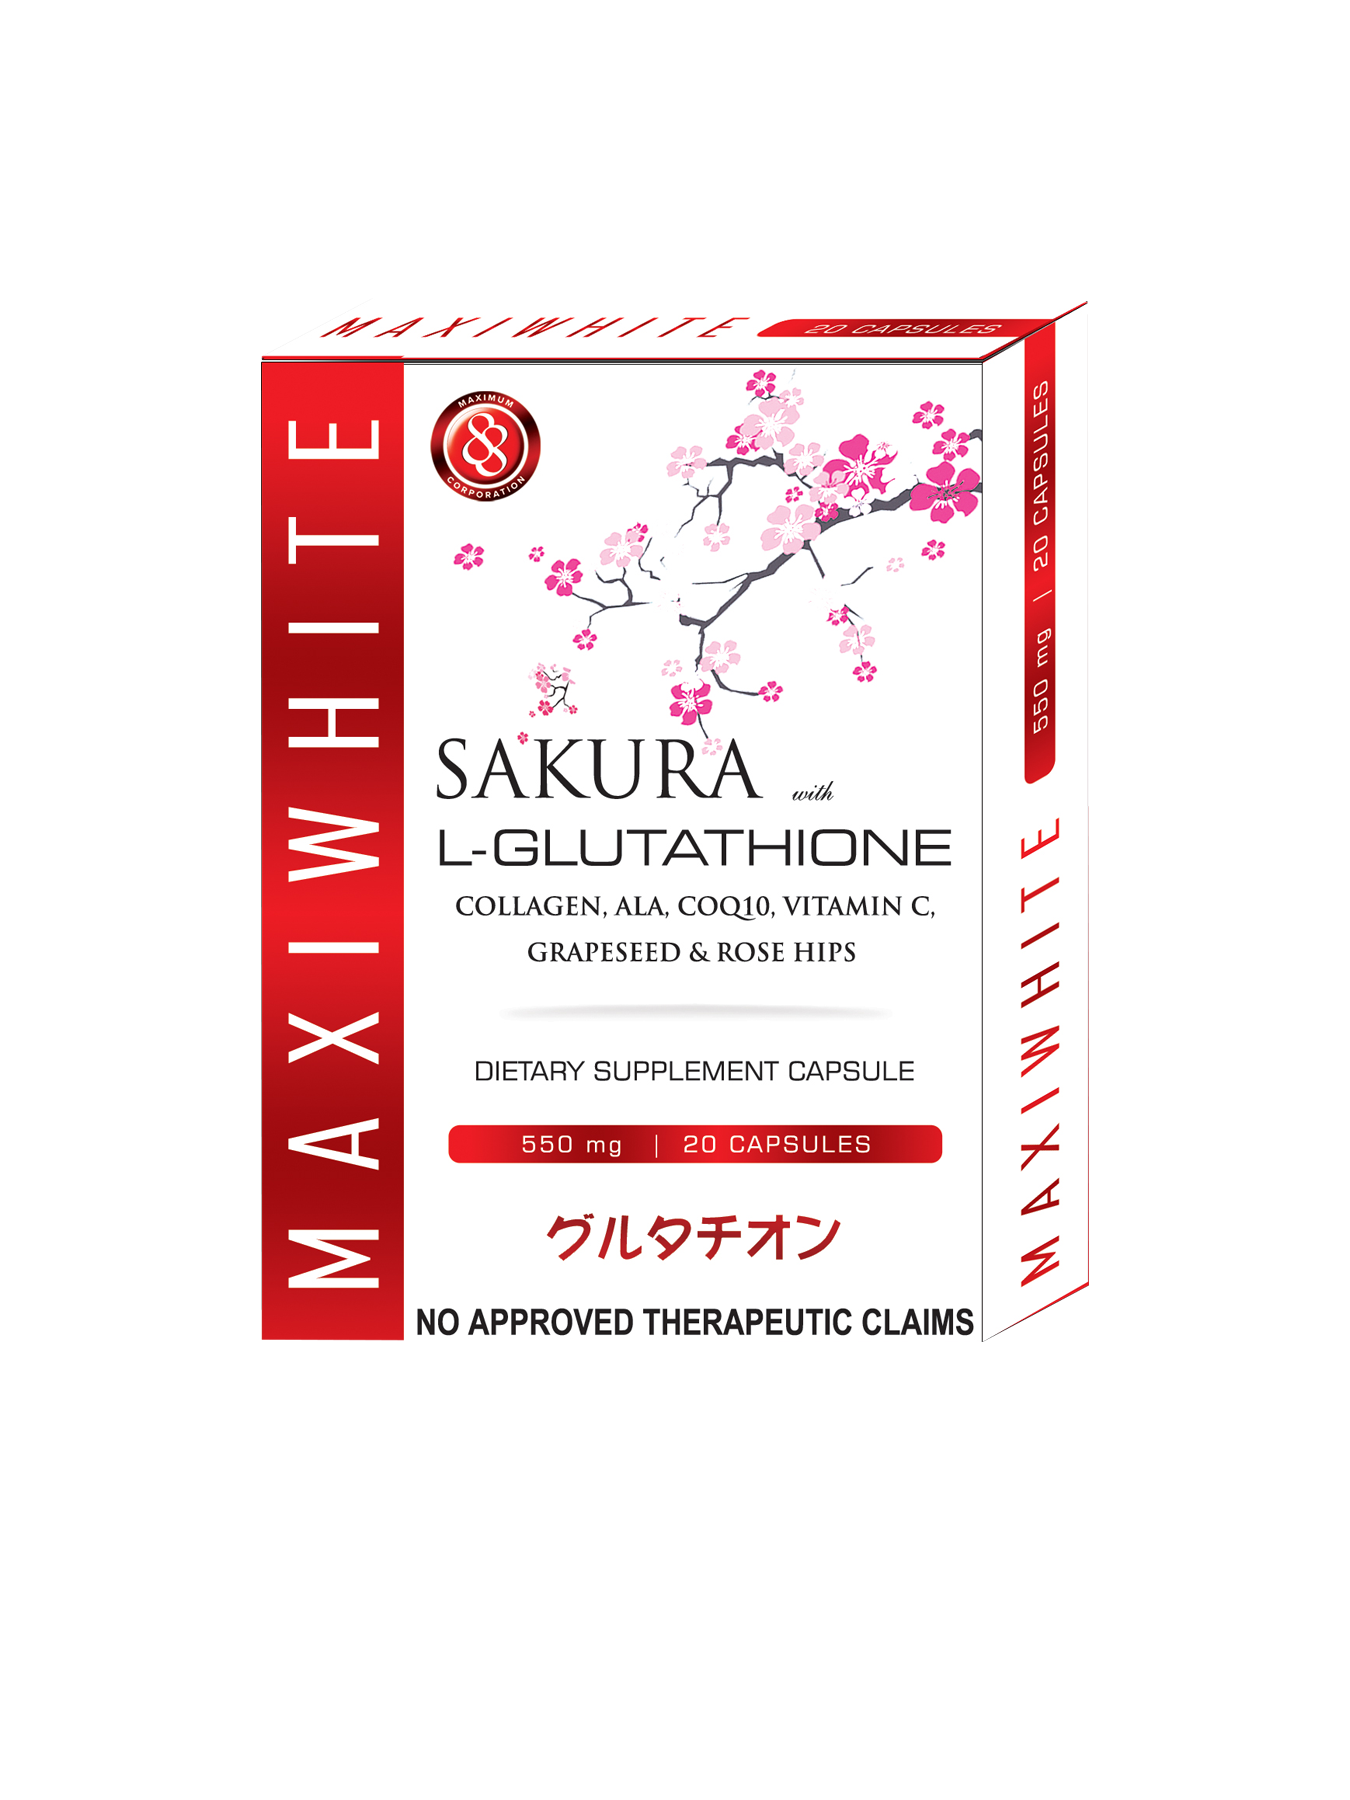 MAXIWHITE
20 CAPSULES
MAXIWHITE
MAXIMUM
88
CORPORATION
SAKURA with
L-GLUTATHIONE
COLLAGEN, ALA, COQ10, VITAMIN C,
GRAPESEED & ROSE HIPS
DIETARY SUPPLEMENT CAPSULE
550 mg | 20 CAPSULES
グルタチオン
NO APPROVED THERAPEUTIC CLAIMS
550 mg | 20 CAPSULES
MAXIWHITE